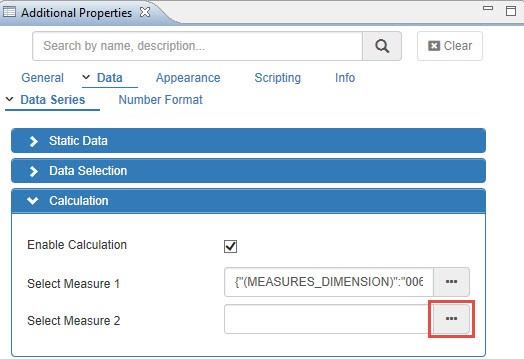 Additional Properties
Search by name, description...
Clear
General Data Appearance Scripting Info
Data Series Number Format
Static Data
Data Selection
Calculation
Enable Calculation
Select Measure 1 {"(MEASURES_DIMENSION)":"006 ...
Select Measure 2 ...